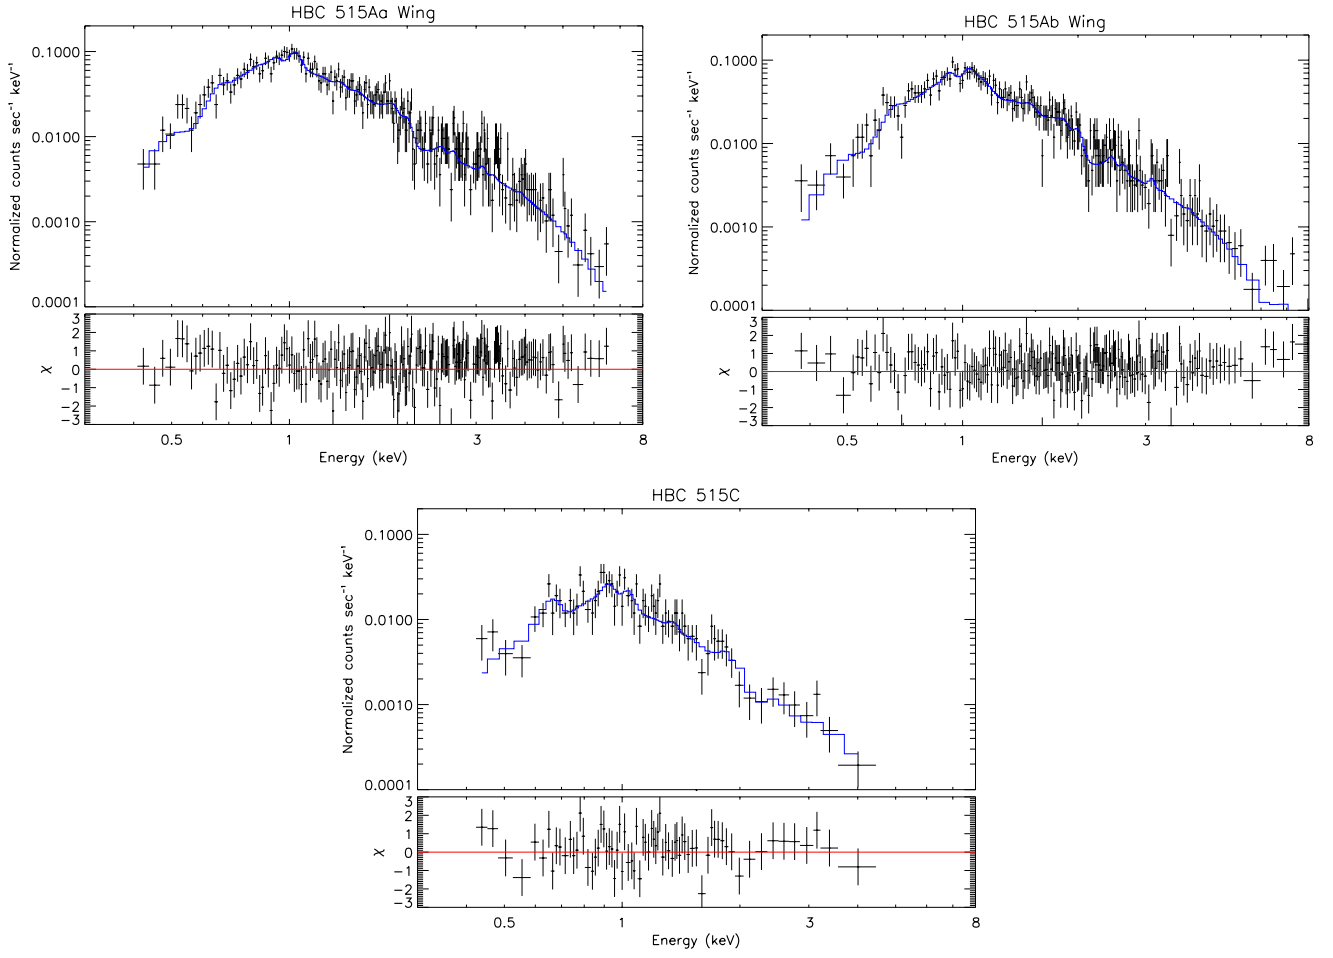 HBC 515Aa Wing
Normalized counts sec⁻¹ keV⁻¹
0.1000
0.0100
0.0010
0.0001
χ
3
2
1
0
−1
−2
−3
0.5 1 3 8
Energy (keV)
HBC 515Ab Wing
Normalized counts sec⁻¹ keV⁻¹
0.1000
0.0100
0.0010
0.0001
χ
3
2
1
0
−1
−2
−3
0.5 1 3 8
Energy (keV)
HBC 515C
Normalized counts sec⁻¹ keV⁻¹
0.1000
0.0100
0.0010
0.0001
χ
3
2
1
0
−1
−2
−3
0.5 1 3 8
Energy (keV)